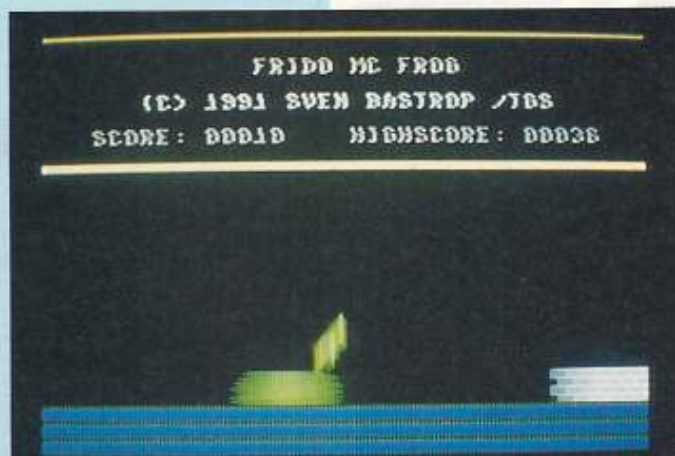 FRIDO MC FROG
(C) 1991 SVEN BASTROP /TBS
SCORE: 00010 HIGHSCORE: 00036